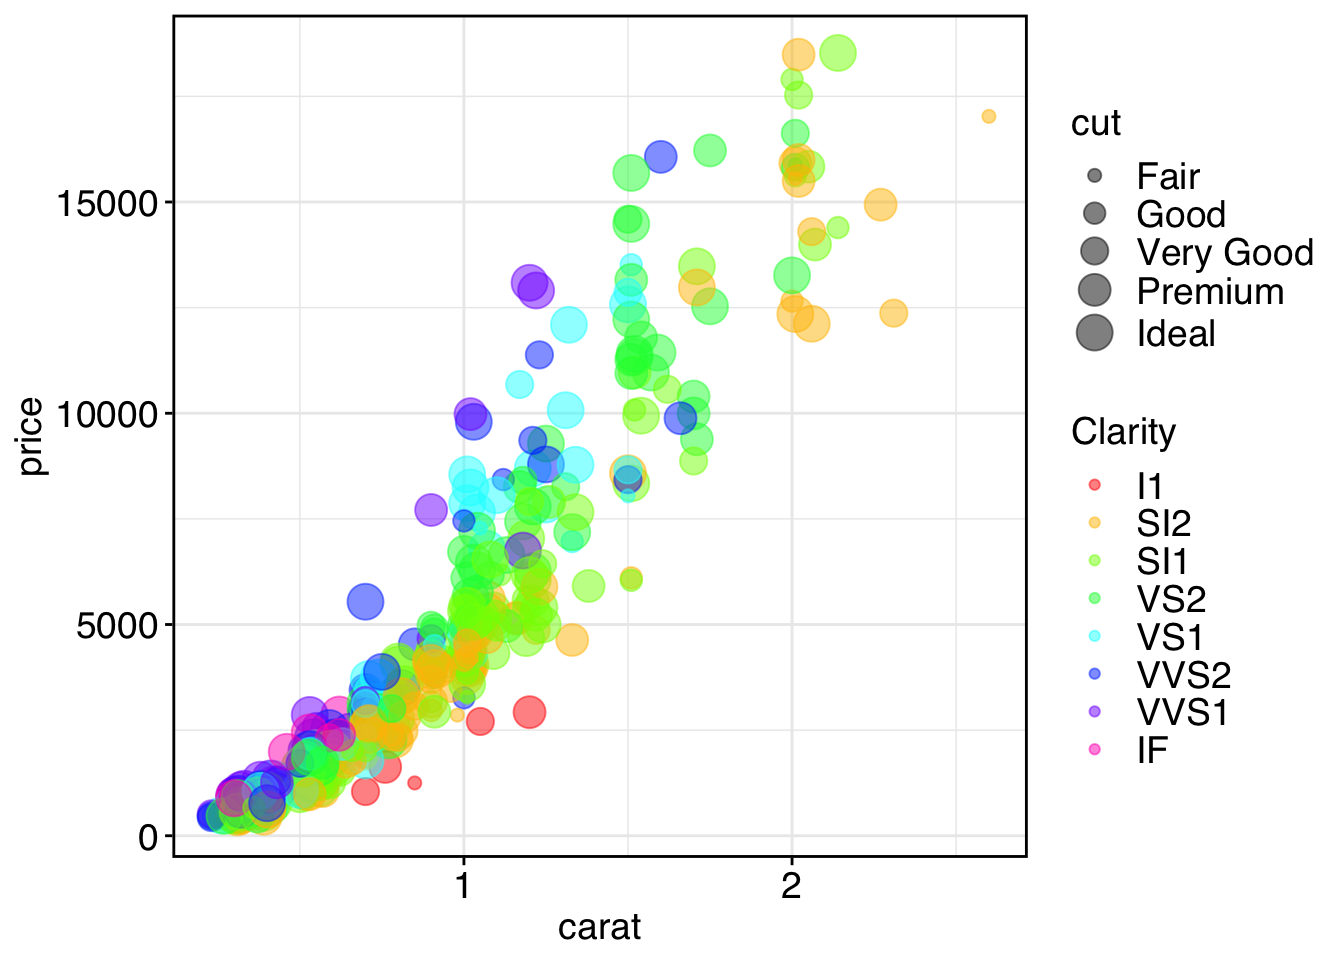 price
15000
10000
5000
0
1
2
carat
cut
Fair
Good
Very Good
Premium
Ideal
Clarity
I1
SI2
SI1
VS2
VS1
VVS2
VVS1
IF